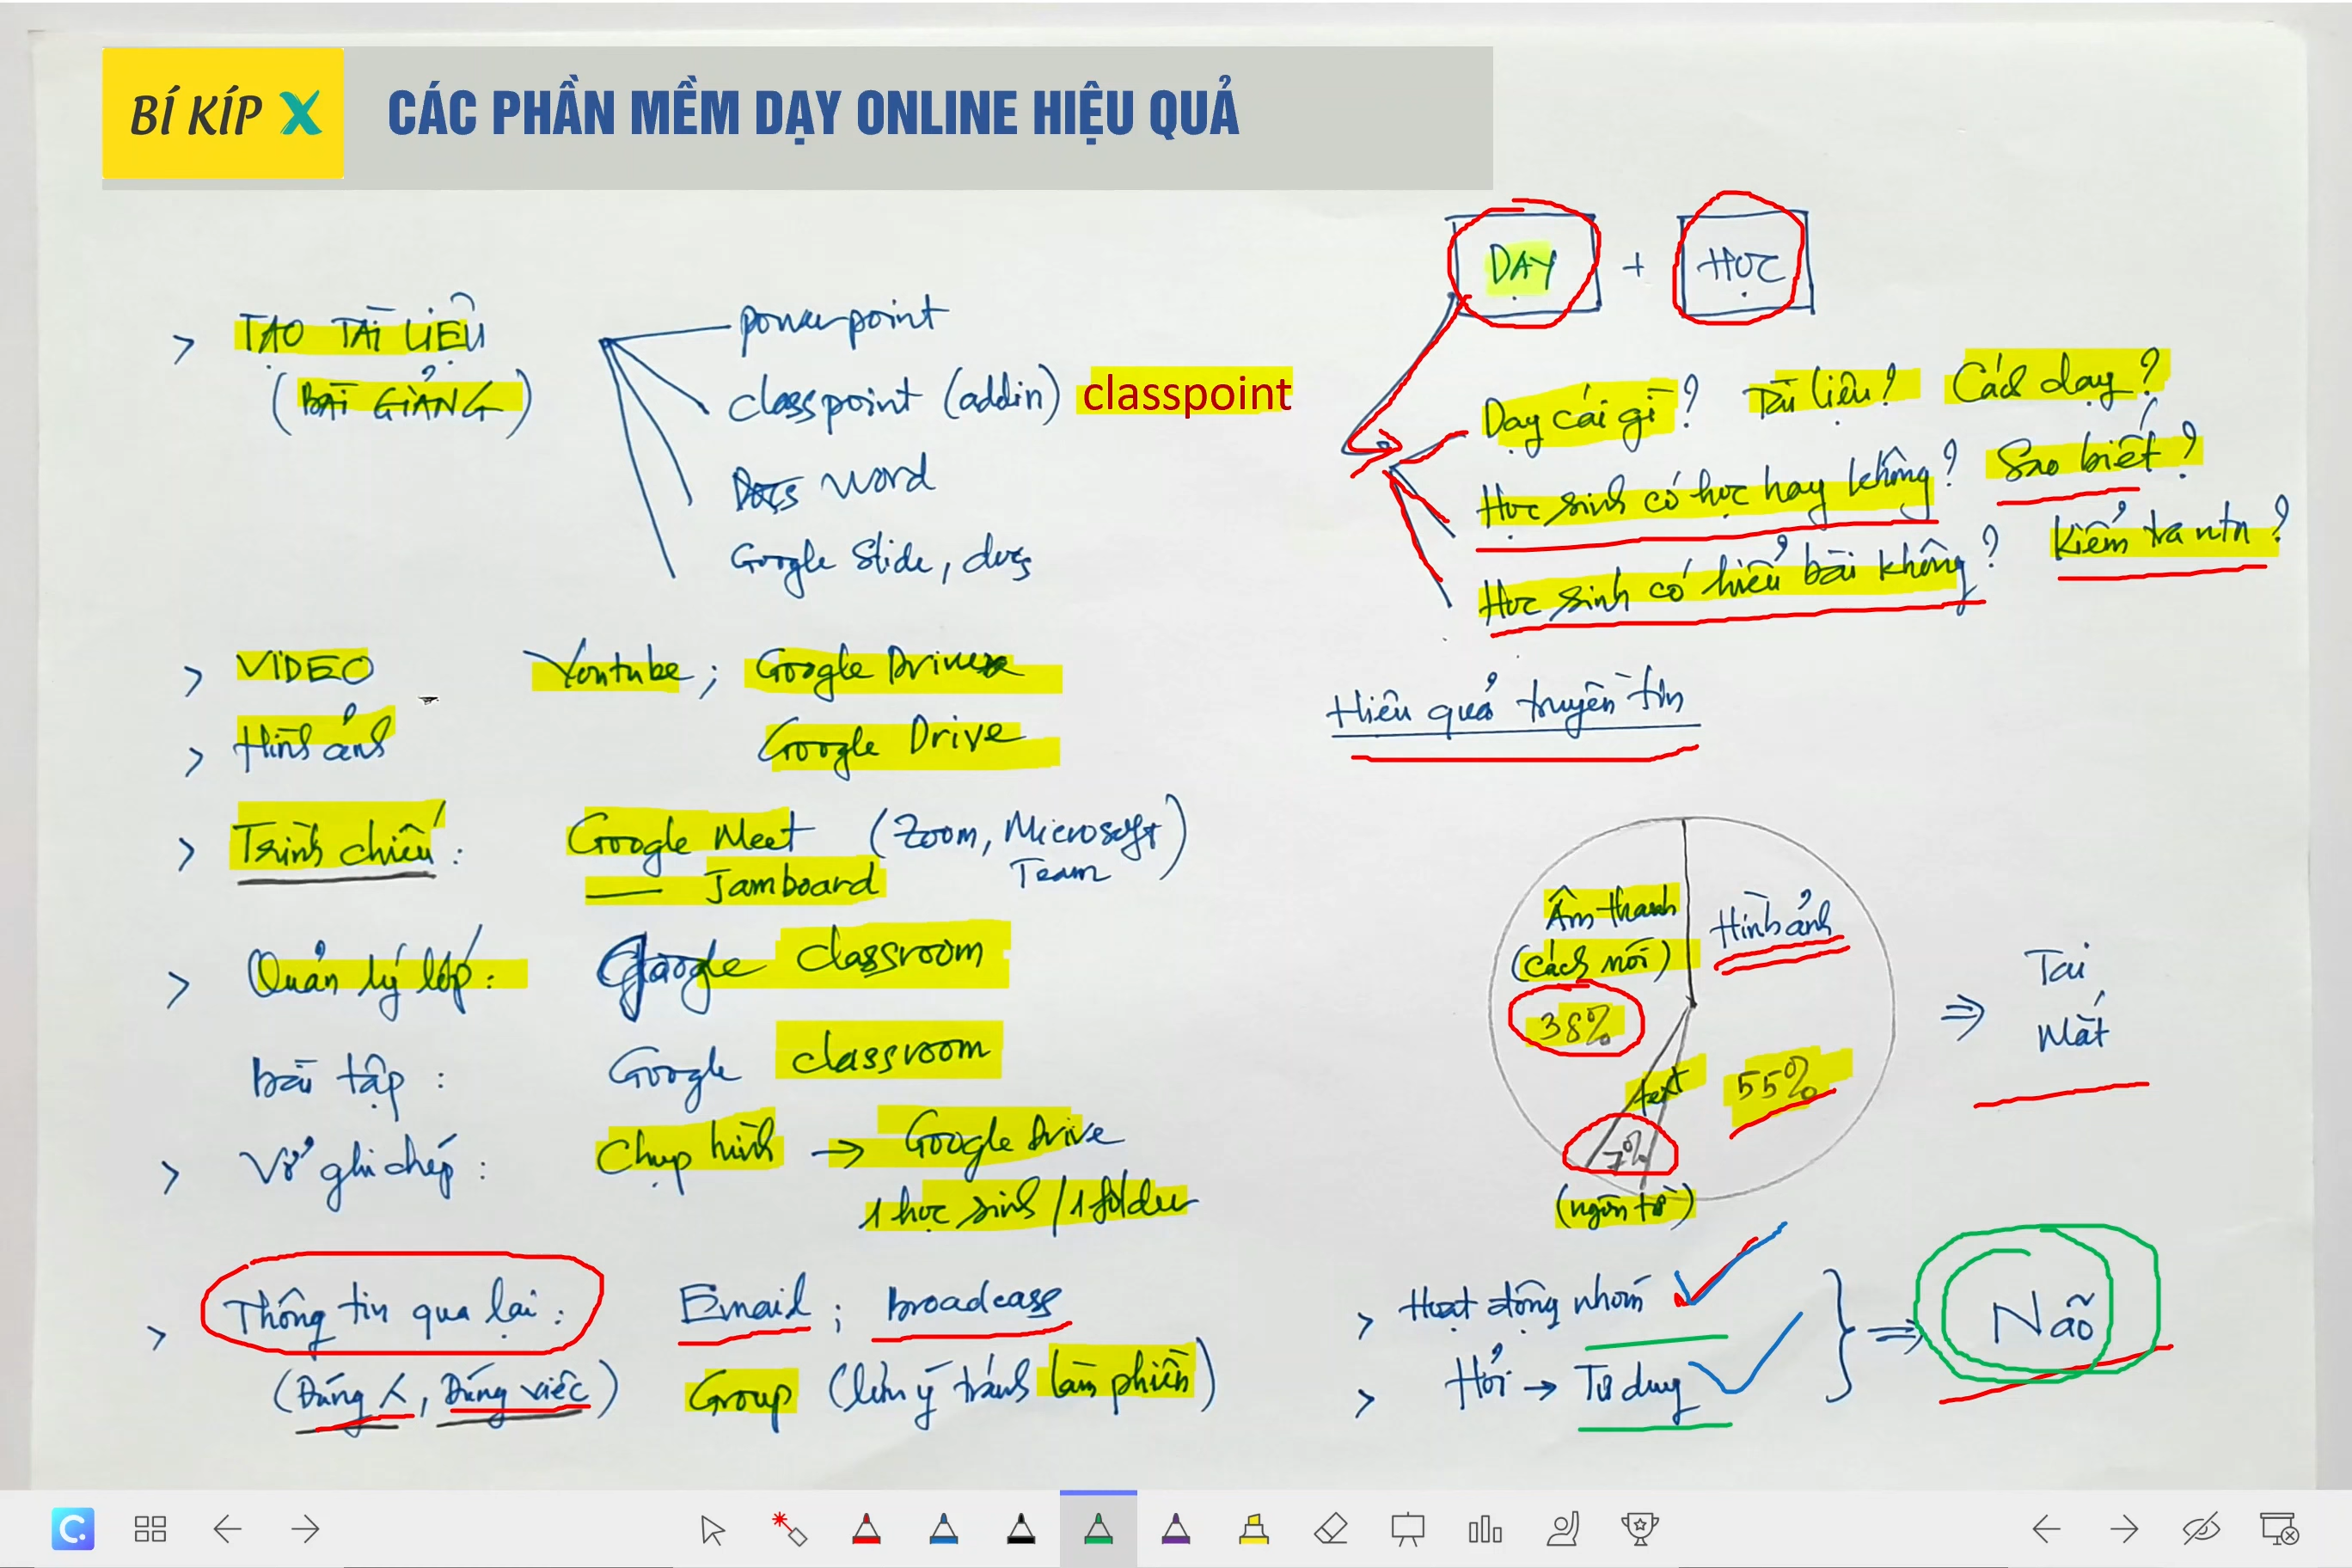 BÍ KÍP X
CÁC PHẦN MỀM DẠY ONLINE HIỆU QUẢ
> TẠO TÀI LIỆU
(BÀI GIẢNG)
powerpoint
classpoint (addin) classpoint
Docs Word
Google Slide, docs
> VIDEO Youtube; Google Drive
> Hình ảnh Google Drive
> Trình chiếu: Google Meet (Zoom, Microsoft Team)
Jamboard
> Quản lý lớp: Google classroom
Bài tập: Google classroom
> Vở ghi chép: Chụp hình → Google Drive
1 học sinh / 1 folder
> Thông tin qua lại: Email; Broadcass
(Đúng, Đúng việc) Group (lưu ý tránh làm phiền)
DẠY + HỌC
Dạy cái gì? Tài liệu? Cách dạy?
Học sinh có học hay không? Sao biết?
Học sinh có hiểu bài không? Kiểm tra ntn?
Hiệu quả truyền tin
Âm thanh
(Cách nói)
38%
Hình ảnh
55%
text
7%
(ngôn từ)
⇒ Tai
Mắt
> Hoạt động nhóm
> Hỏi → Tư duy
⇒ Não